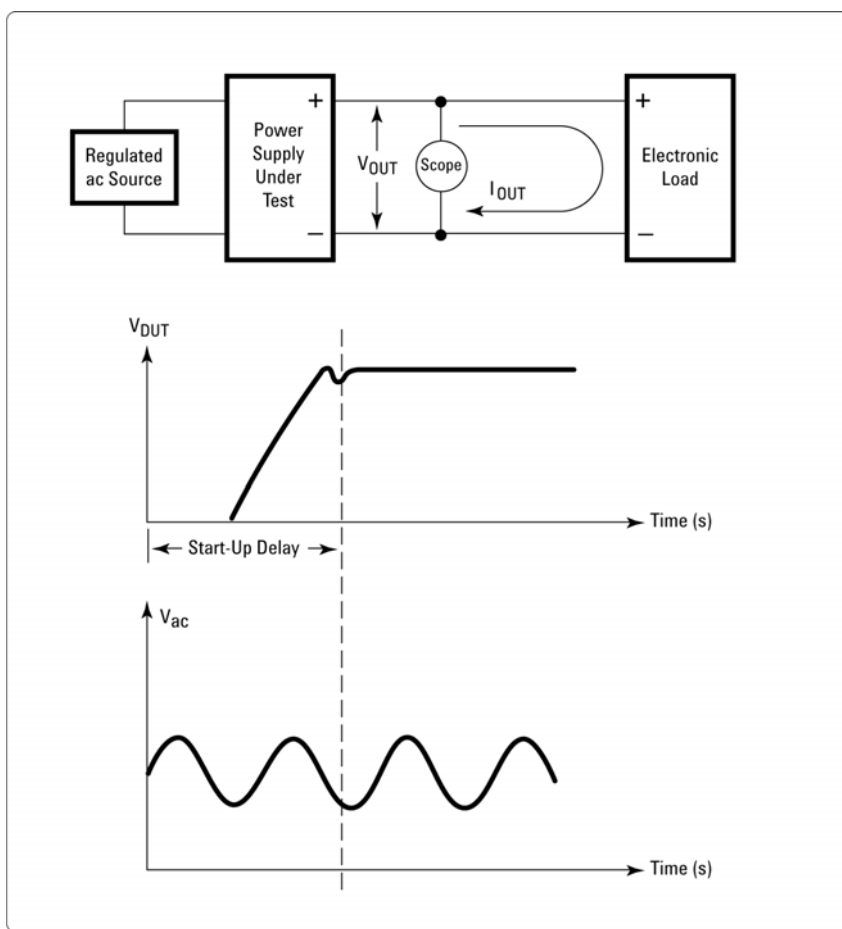 Regulated
ac Source
+
Power
Supply
Under
Test
−
VOUT
Scope
IOUT
+
Electronic
Load
−
VDUT
Time (s)
Start-Up Delay
Vac
Time (s)